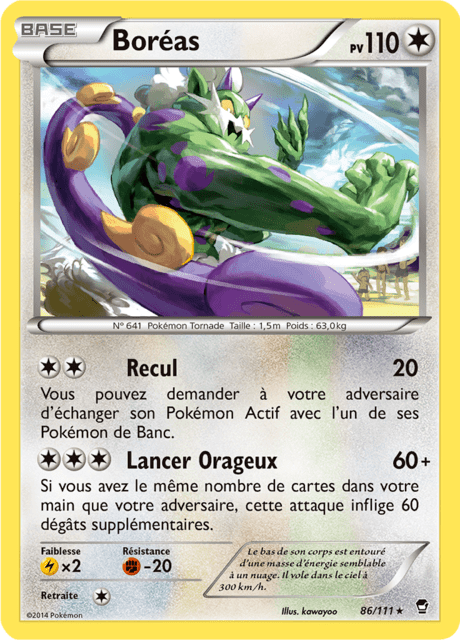 BASE
Boréas
PV110
N° 641 Pokémon Tornade Taille : 1,5m Poids : 63,0kg
Recul 20
Vous pouvez demander à votre adversaire
d'échanger son Pokémon Actif avec l'un de ses
Pokémon de Banc.
Lancer Orageux 60+
Si vous avez le même nombre de cartes dans votre
main que votre adversaire, cette attaque inflige 60
dégâts supplémentaires.
Faiblesse Résistance
×2 -20
Retraite
Le bas de son corps est entouré
d'une masse d'énergie semblable
à un nuage. Il vole dans le ciel à
300 km/h.
©2014 Pokémon
Illus. kawayoo
86/111 ★